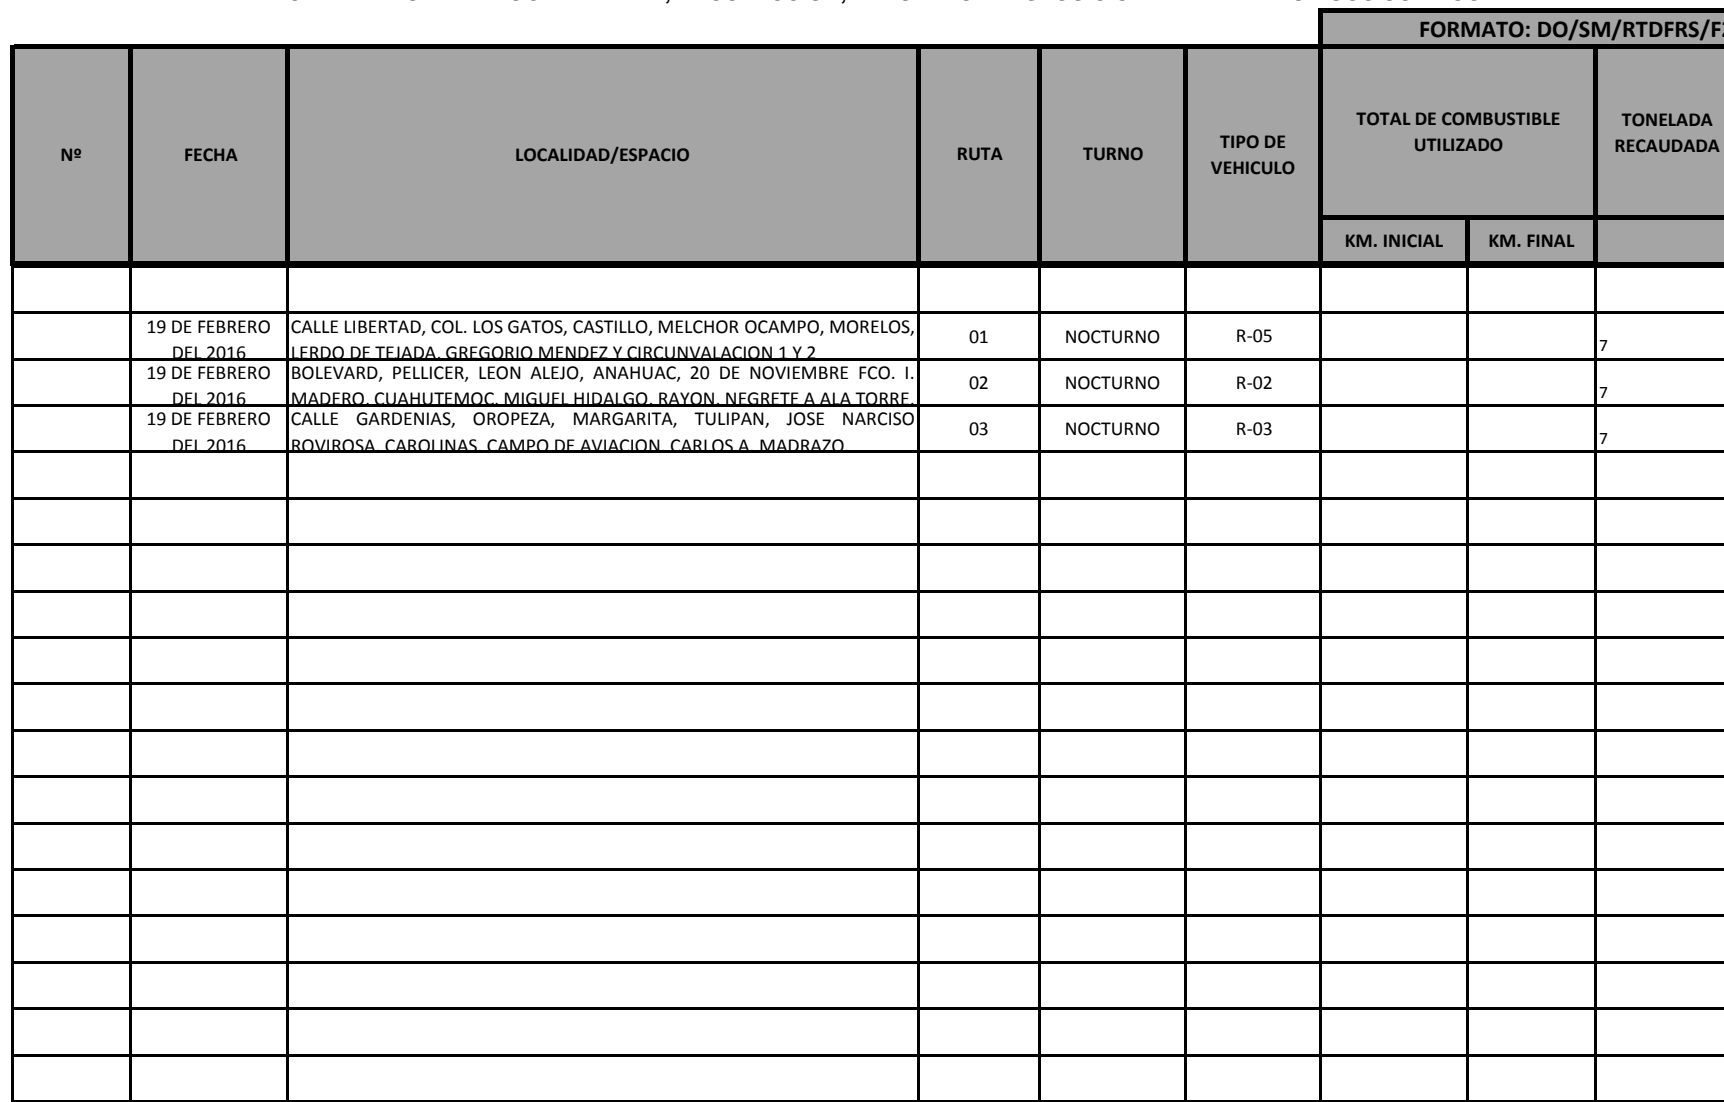 FORMATO: DO/SM/RTDFRS/F
Nº
FECHA
LOCALIDAD/ESPACIO
RUTA
TURNO
TIPO DE
VEHICULO
TOTAL DE COMBUSTIBLE
UTILIZADO
TONELADA
RECAUDADA
KM. INICIAL
KM. FINAL
19 DE FEBRERO
DEL 2016
CALLE LIBERTAD, COL. LOS GATOS, CASTILLO, MELCHOR OCAMPO, MORELOS,
LERDO DE TEJADA, GREGORIO MENDEZ Y CIRCUNVALACION 1 Y 2
01
NOCTURNO
R-05
7
19 DE FEBRERO
DEL 2016
BOLEVARD, PELLICER, LEON ALEJO, ANAHUAC, 20 DE NOVIEMBRE FCO. I.
MADERO, CUAHUTEMOC, MIGUEL HIDALGO, RAYON, NEGRETE A ALA TORRE,
02
NOCTURNO
R-02
7
19 DE FEBRERO
DEL 2016
CALLE GARDENIAS, OROPEZA, MARGARITA, TULIPAN, JOSE NARCISO
ROVIROSA, CAROLINAS, CAMPO DE AVIACION, CARLOS A. MADRAZO
03
NOCTURNO
R-03
7